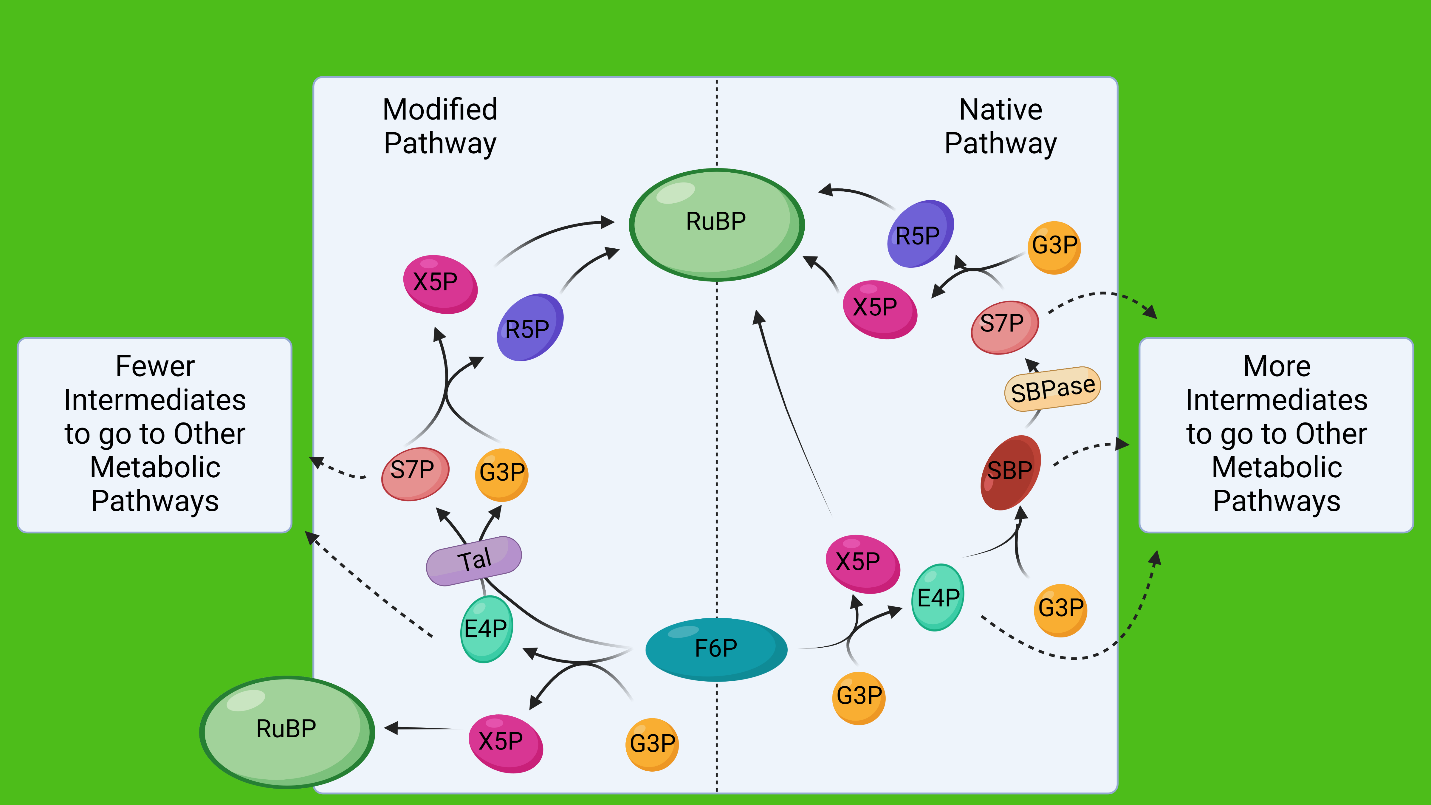 Modified
Pathway
Native
Pathway
RuBP
R5P
G3P
X5P
X5P
R5P
S7P
SBPase
Fewer
Intermediates
to go to Other
Metabolic
Pathways
More
Intermediates
to go to Other
Metabolic
Pathways
S7P
G3P
SBP
Tal
X5P
E4P
G3P
E4P
F6P
G3P
RuBP
X5P
G3P